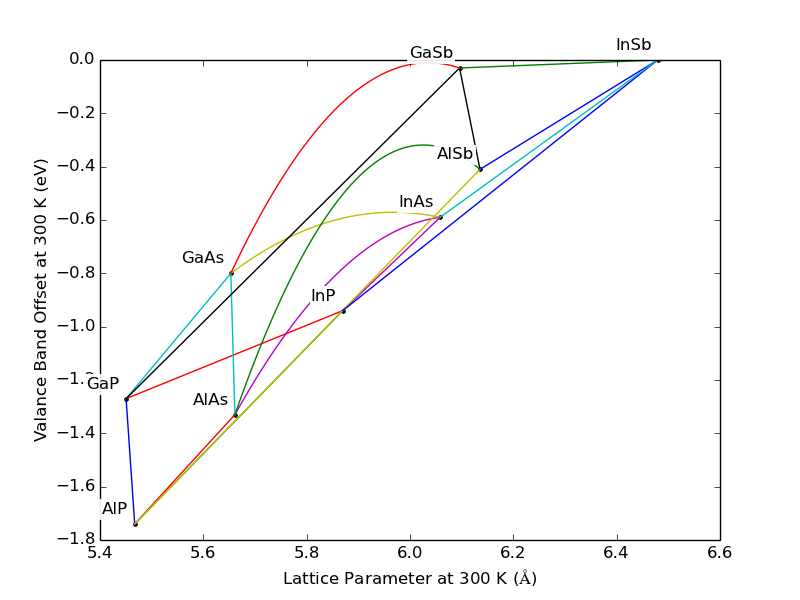 GaSb
InSb
0.0
−0.2
−0.4
−0.6
−0.8
−1.0
−1.4
−1.6
−1.8
AlSb
InAs
GaAs
InP
GaP
AlAs
AlP
5.4
5.6
5.8
6.0
6.2
6.4
6.6
Lattice Parameter at 300 K (Å)
Valance Band Offset at 300 K (eV)